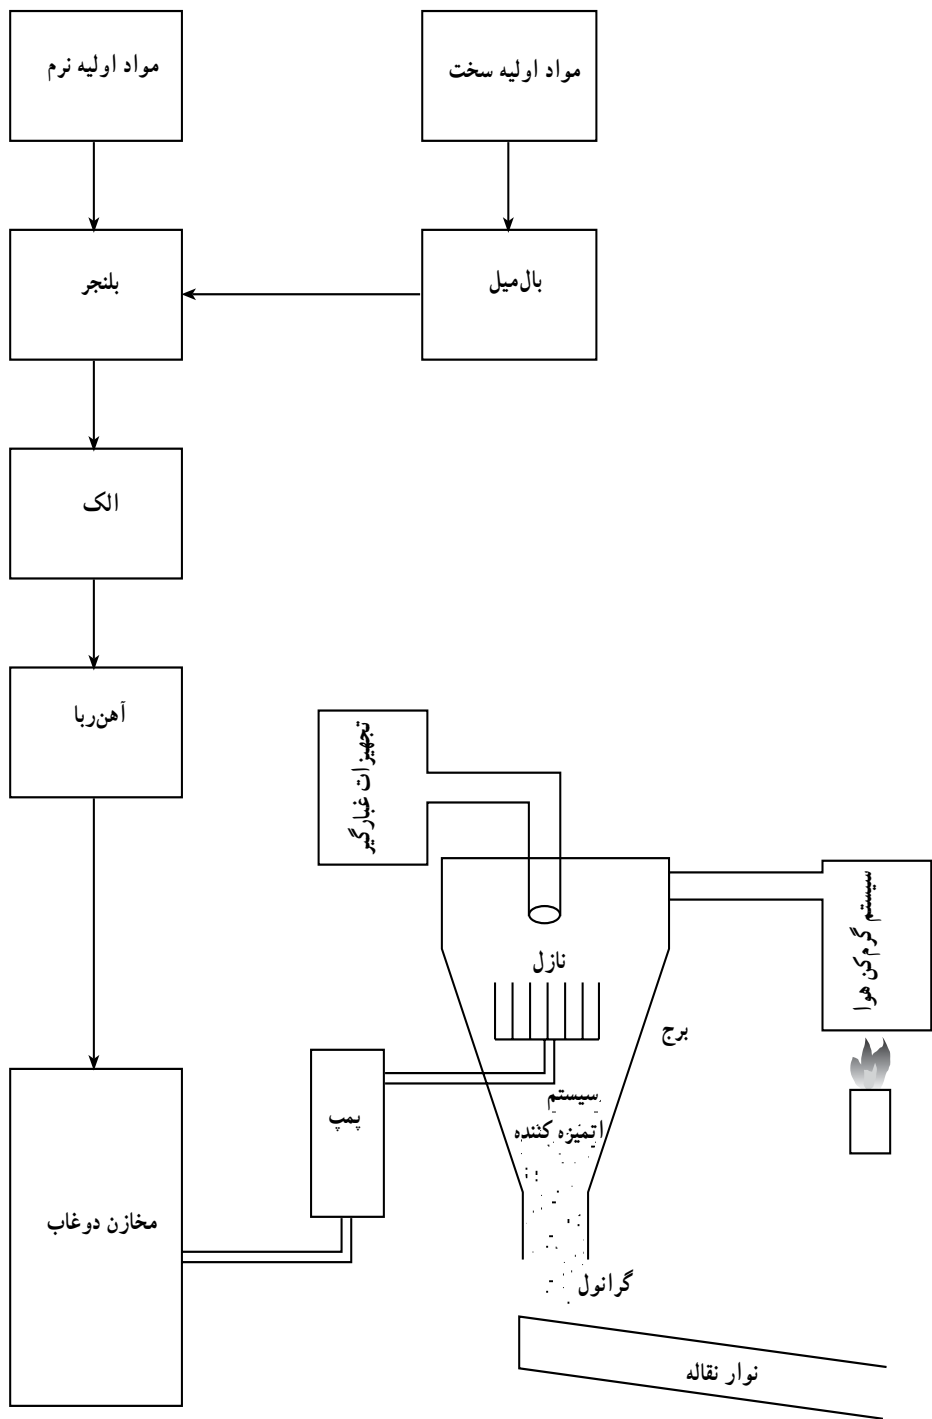 مواد اولیه سخت
مواد اولیه نرم
بال‌میل
بلنجر
الک
آهن‌ربا
تجهیزات غبارگیر
سیستم گرم‌کن هوا
نازل
برج
سیستم
اتمیزه کننده
پمپ
مخازن دوغاب
گرانول
نوار نقاله